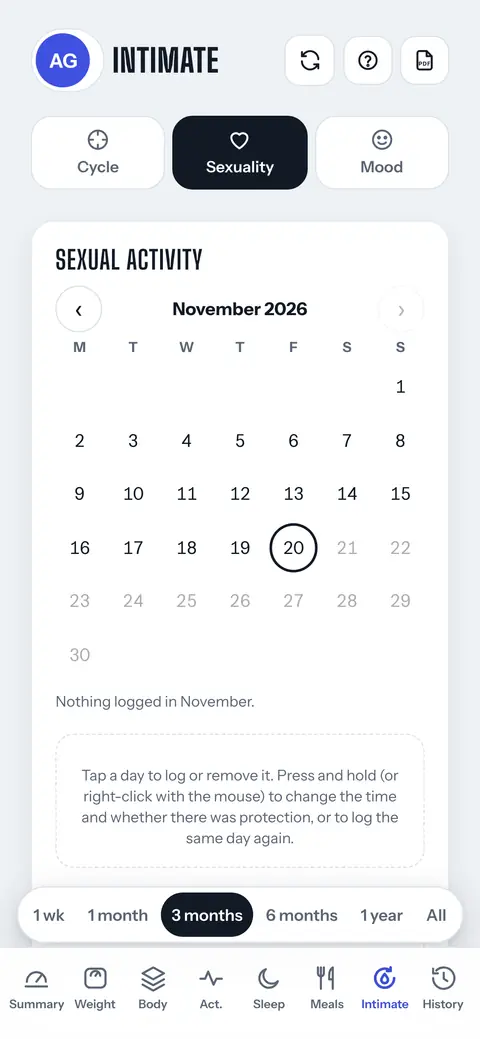 AG INTIMATE
PDF
Cycle Sexuality Mood
SEXUAL ACTIVITY
‹ November 2026 ›
M T W T F S S
1
2 3 4 5 6 7 8
9 10 11 12 13 14 15
16 17 18 19 20 21 22
23 24 25 26 27 28 29
30
Nothing logged in November.
Tap a day to log or remove it. Press and hold (or
right-click with the mouse) to change the time
and whether there was protection, or to log the
same day again.
1 wk 1 month 3 months 6 months 1 year All
Summary Weight Body Act. Sleep Meals Intimate History